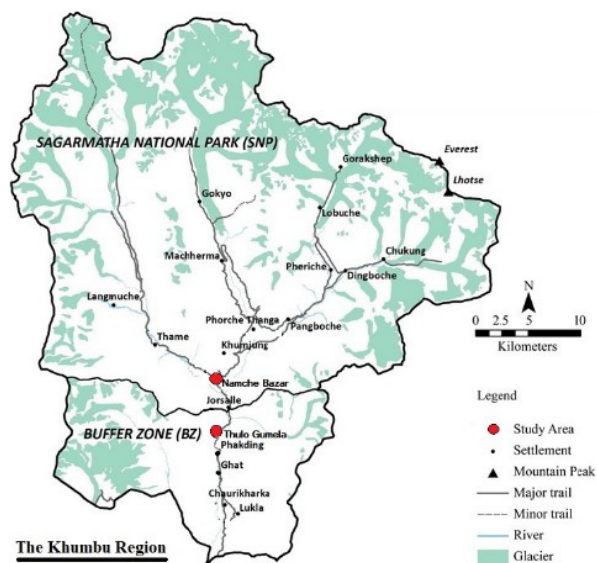 SAGARMATHA NATIONAL PARK (SNP)
Everest
Gorakshep
Lhotse
Gokyo
Lobuche
Machherma
Chukung
Pheriche
Dingboche
Langmuche
Phorche Thanga
Pangboche
Thame
Khumjung
Namche Bazar
Jorsalle
BUFFER ZONE (BZ)
Thulo Gumela
Phakding
Ghat
Chaurikharka
Lukla
The Khumbu Region
N
0 2.5 5 10
Kilometers
Legend
Study Area
Settlement
Mountain Peak
Major trail
Minor trail
River
Glacier